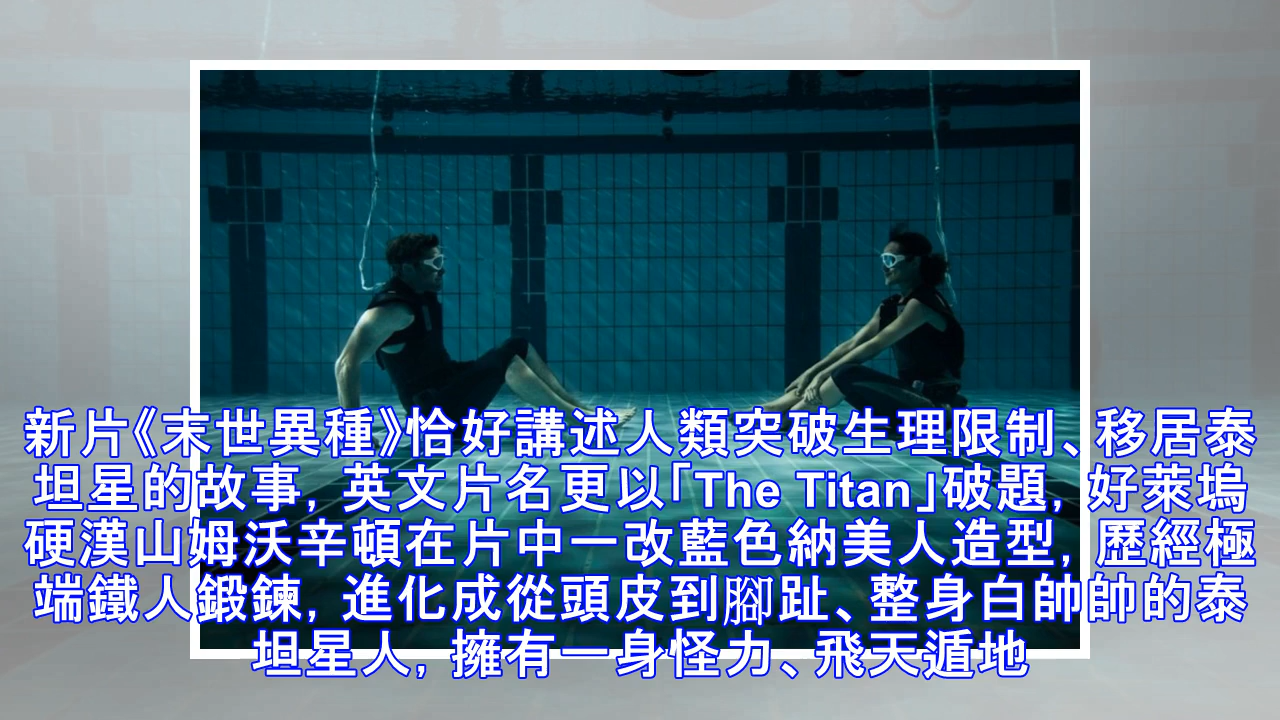 新片《末世異種》恰好講述人類突破生理限制、移居泰
坦星的故事, 英文片名更以「The Titan」破題, 好萊塢
硬漢山姆沃辛頓在片中一改藍色納美人造型, 歷經極
端鐵人鍛鍊, 進化成從頭皮到腳趾、整身白帥帥的泰
坦星人, 擁有一身怪力、飛天遁地